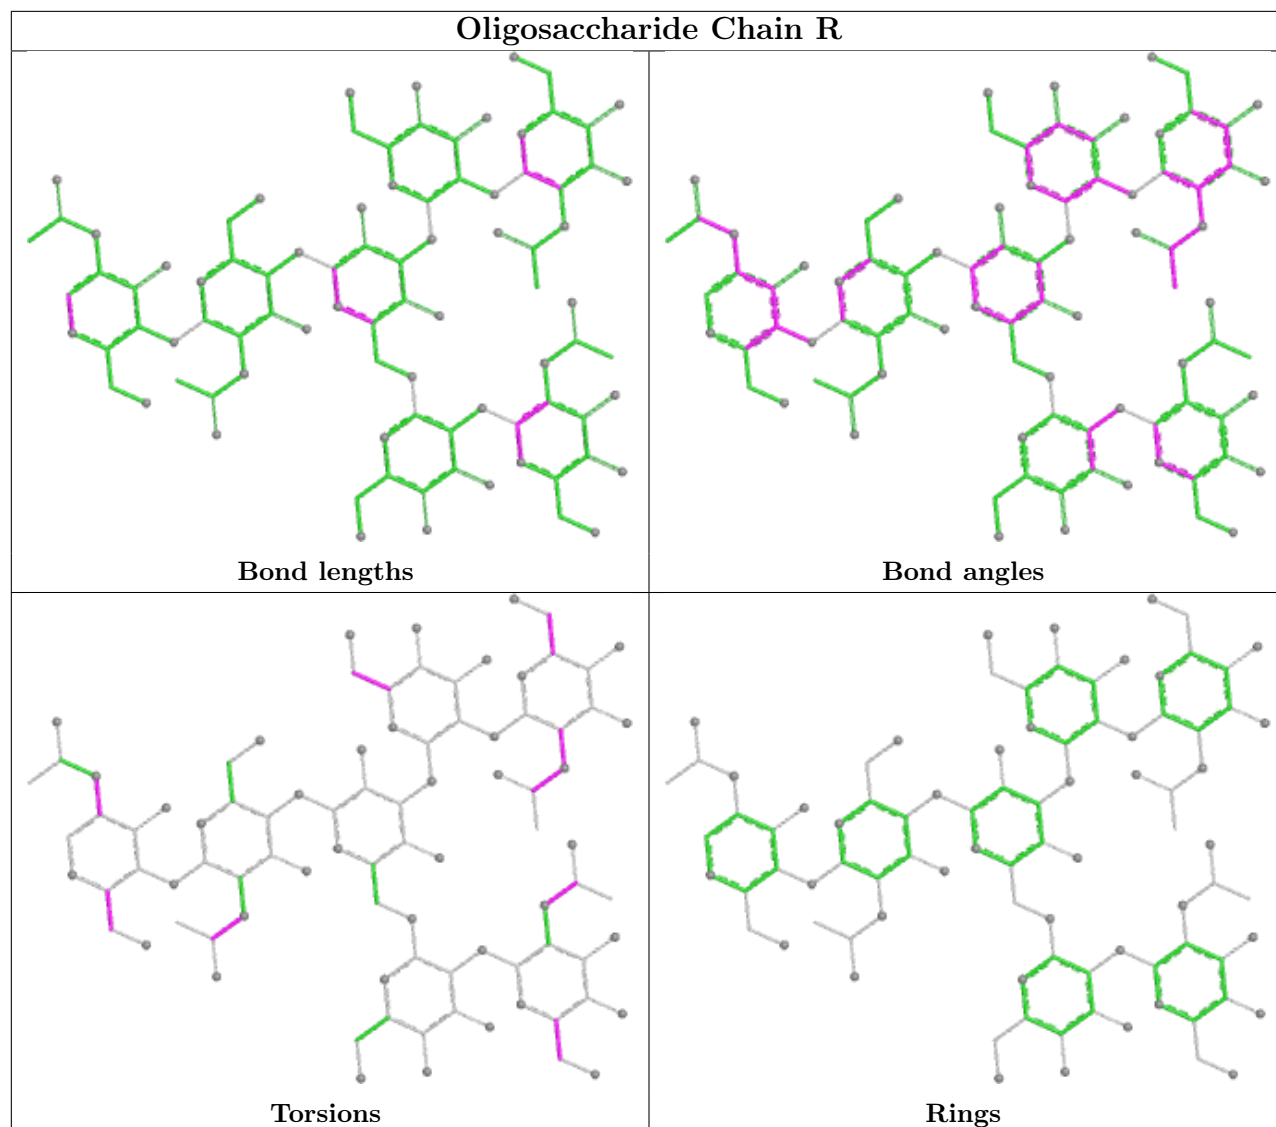 Oligosaccharide Chain R
Bond lengths
Bond angles
Torsions
Rings